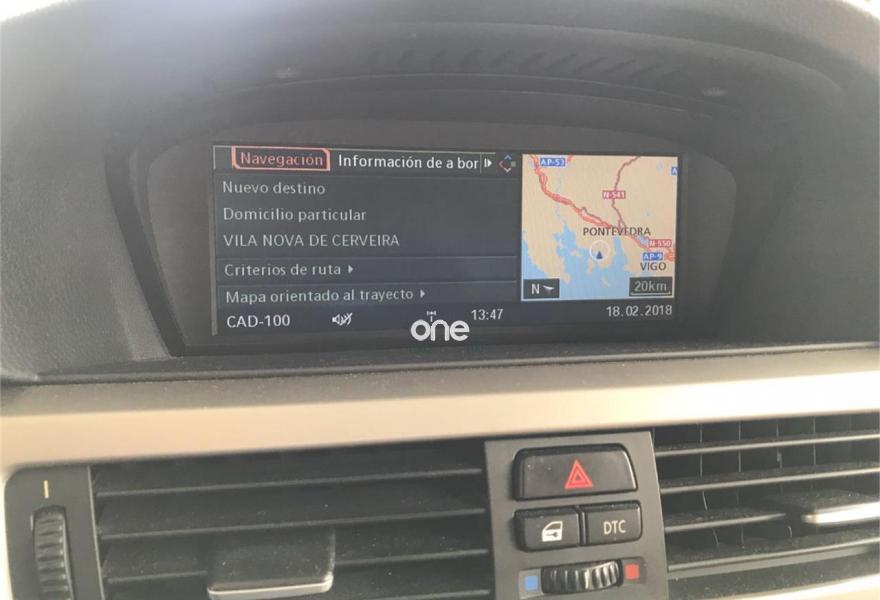 Navegación Información de a bor
Nuevo destino
Domicilio particular
VILA NOVA DE CERVEIRA
Criterios de ruta
Mapa orientado al trayecto
CAD-100 13:47 18.02.2018
AP-53
A
N-541
PONTEVEDRA
N-550
AP-9
VIGO
N 20km
one
DTC